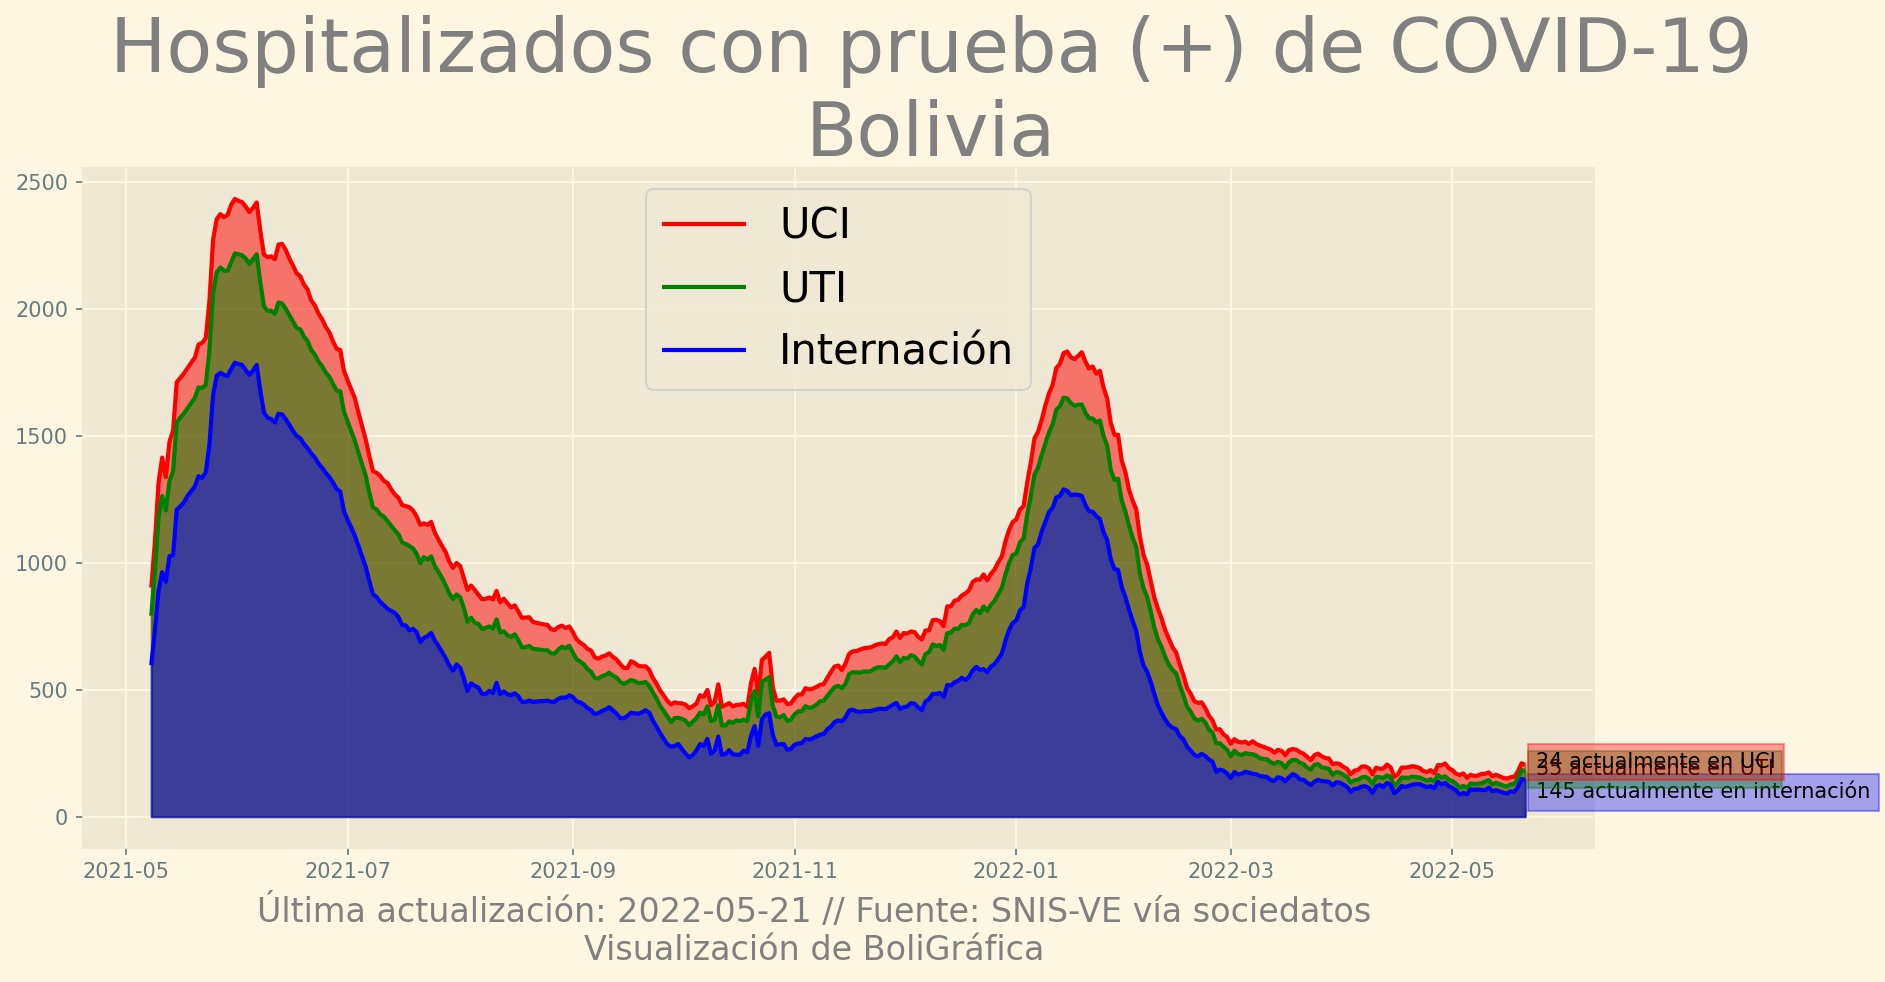 Hospitalizados con prueba (+) de COVID-19
Bolivia
2500
2000
1500
1000
500
0
UCI
UTI
Internación
24 actualmente en UCI
35 actualmente en UTI
145 actualmente en internación
2021-05 2021-07 2021-09 2021-11 2022-01 2022-03 2022-05
Última actualización: 2022-05-21 // Fuente: SNIS-VE vía sociedatos
Visualización de BoliGráfica